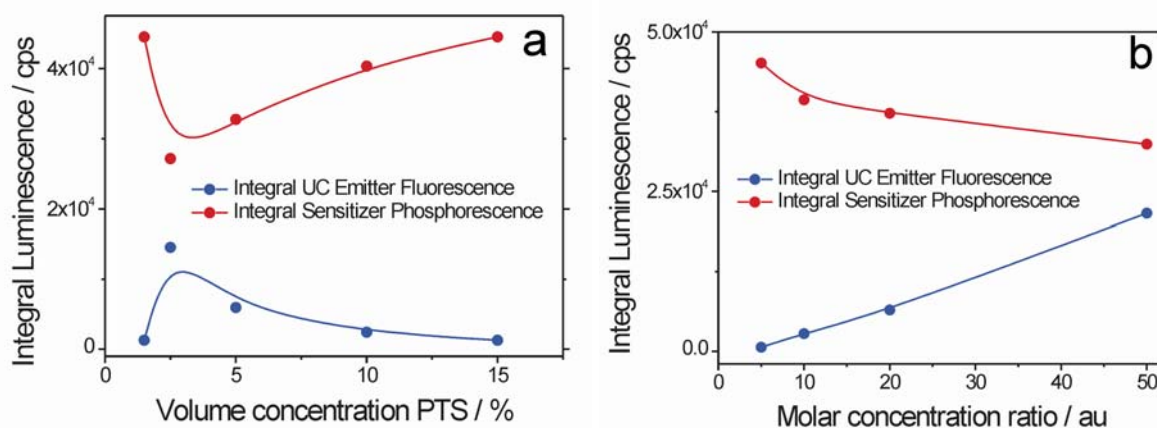 a
Integral Luminescence / cps
4x10⁴
2x10⁴
0
Integral UC Emitter Fluorescence
Integral Sensitizer Phosphorescence
0
5
10
15
Volume concentration PTS / %
b
Integral Luminescence / cps
5.0x10⁴
2.5x10⁴
0.0
Integral UC Emitter Fluorescence
Integral Sensitizer Phosphorescence
0
10
20
30
40
50
Molar concentration ratio / au